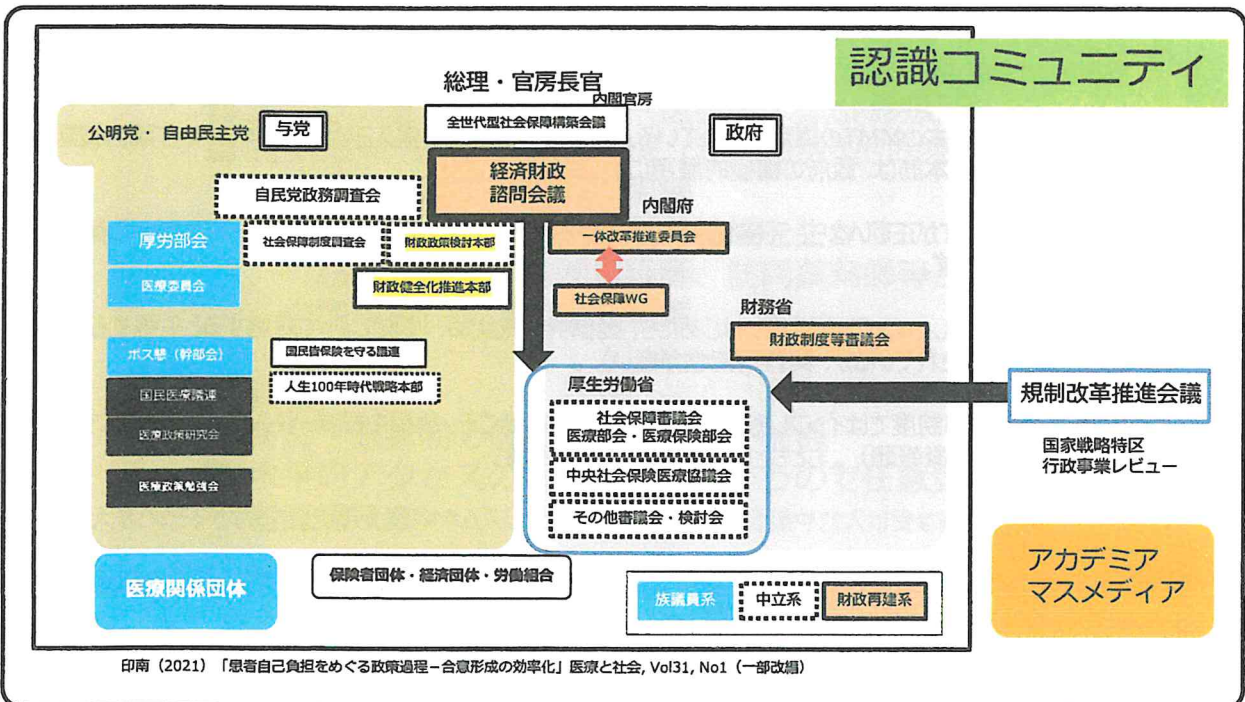 認識コミュニティ
総理・官房長官
内閣官房
公明党・ 自由民主党
与党
全世代型社会保障構築会議
政府
経済財政
諮問会議
自民党政務調査会
内閣府
厚労部会
社会保障制度調査会
財政政策検討本部
一体改革推進委員会
医療委員会
財政健全化推進本部
社会保障WG
財務省
財政制度等審議会
ボス懇（幹部会）
国民皆保険を守る議連
国民医療議連
人生100年時代戦略本部
厚生労働省
規制改革推進会議
医療政策研究会
社会保障審議会
医療部会・医療保険部会
国家戦略特区
行政事業レビュー
医療政策勉強会
中央社会保険医療協議会
その他審議会・検討会
医療関係団体
保険者団体・経済団体・労働組合
族議員系
中立系
財政再建系
アカデミア
マスメディア
印南（2021）「患者自己負担をめぐる政策過程－合意形成の効率化」医療と社会, Vol31, No1（一部改編）